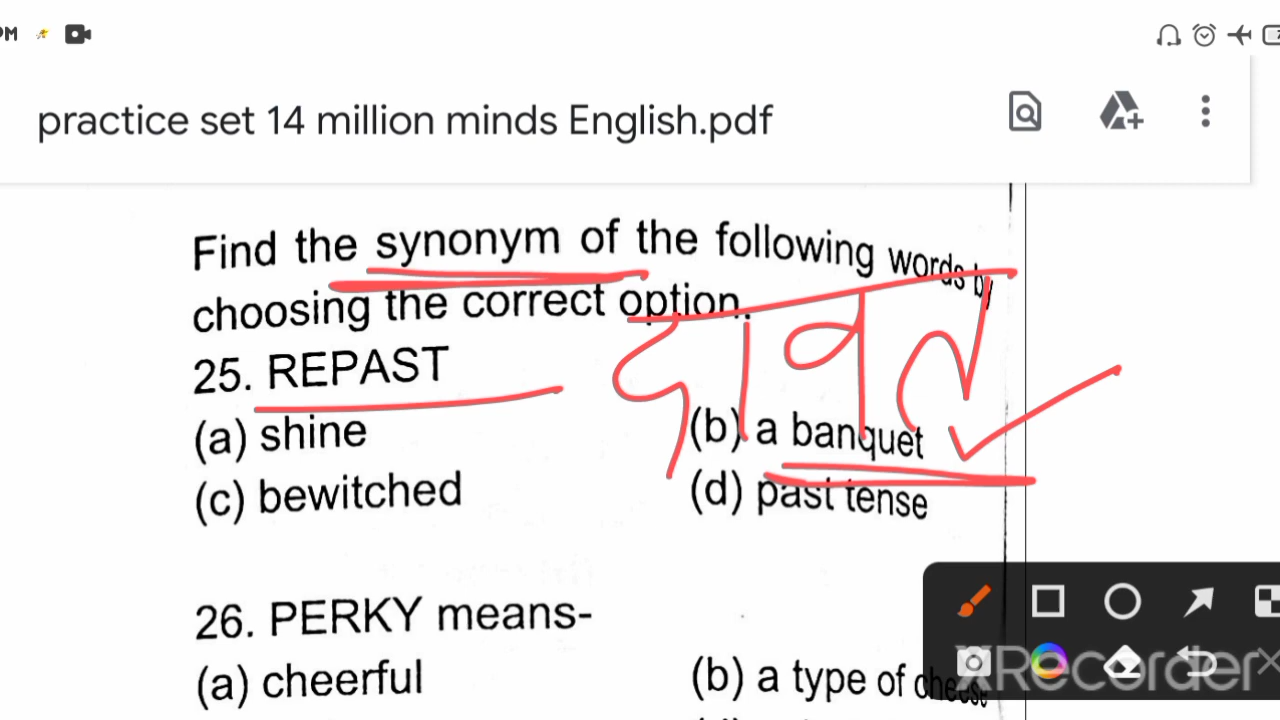 PM
practice set 14 million minds English.pdf
Find the synonym of the following words by
choosing the correct option.
दावत
25. REPAST
(a) shine (b) a banquet
(c) bewitched (d) past tense
26. PERKY means-
(a) cheerful (b) a type of cheese
XRecorder